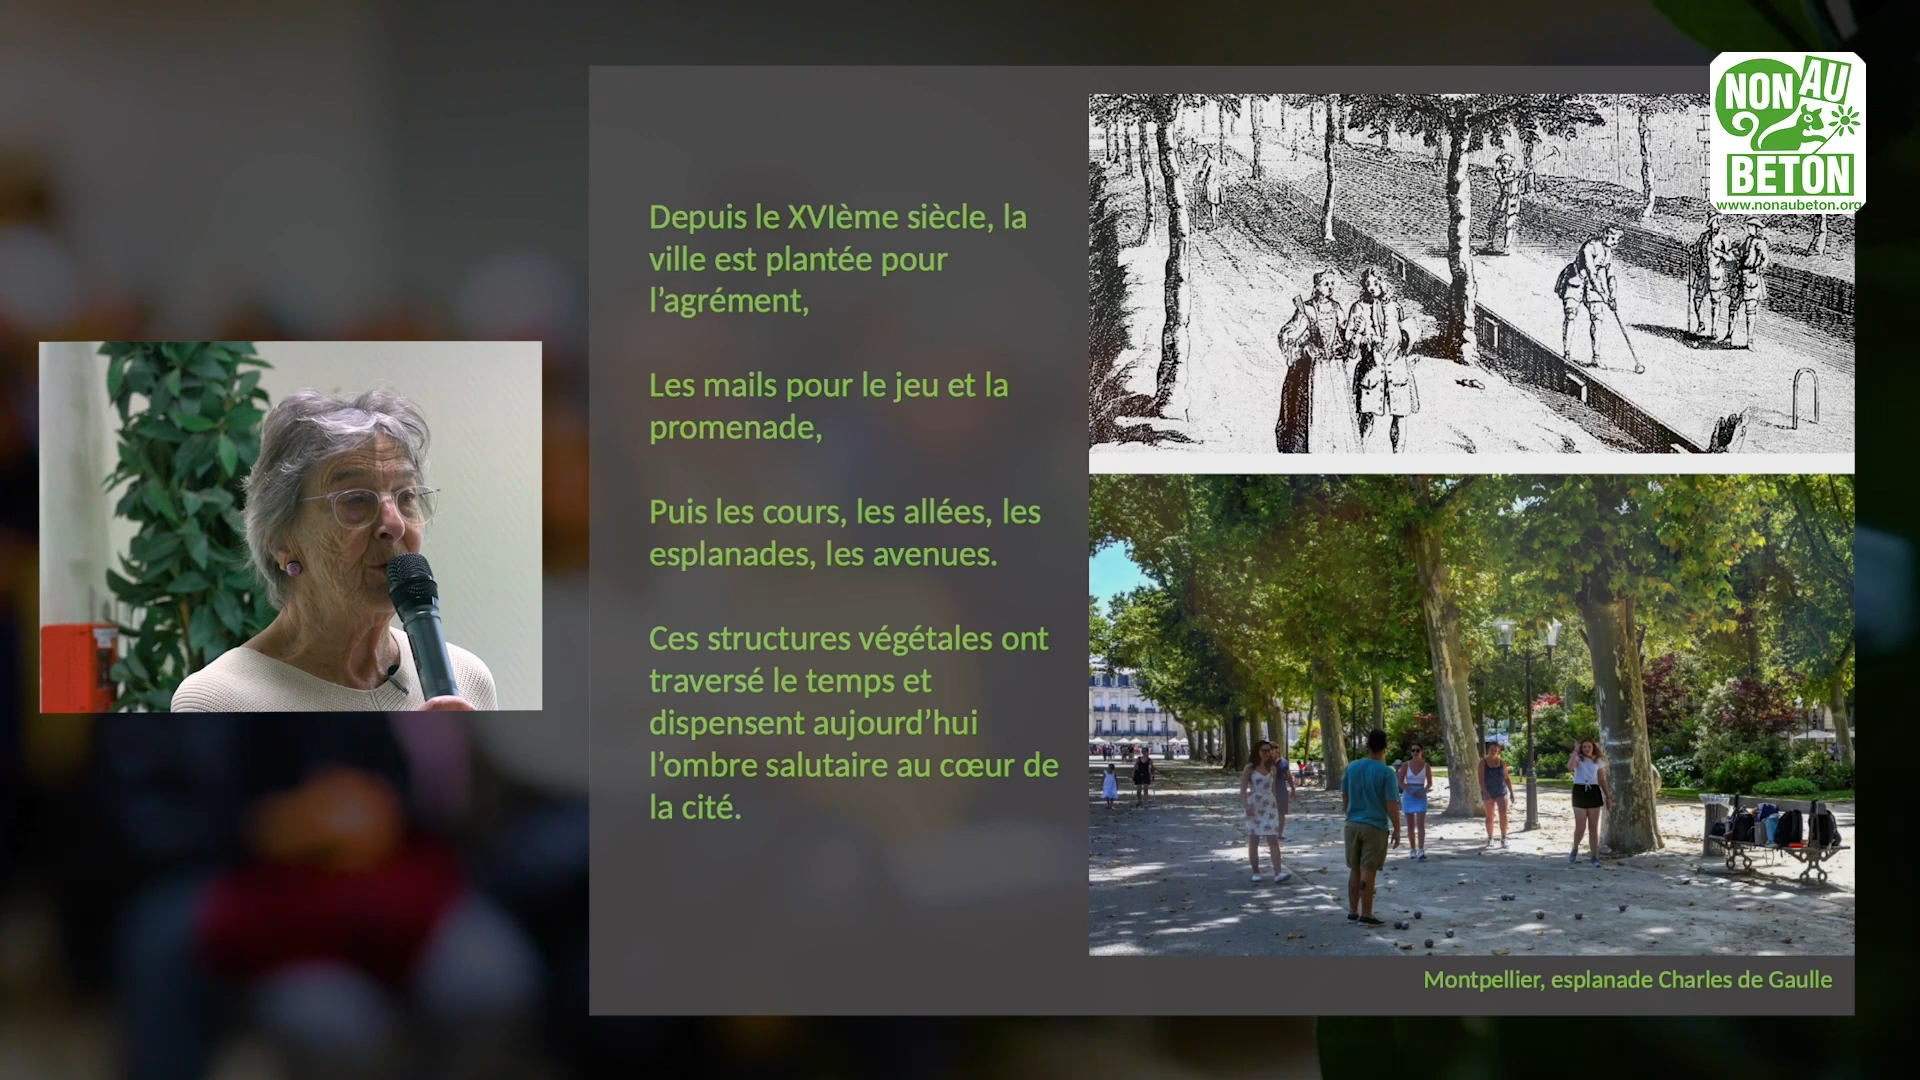 NON AU
BETON
www.nonaubeton.org
Depuis le XVIème siècle, la
ville est plantée pour
l’agrément,
Les mails pour le jeu et la
promenade,
Puis les cours, les allées, les
esplanades, les avenues.
Ces structures végétales ont
traversé le temps et
dispensent aujourd’hui
l’ombre salutaire au cœur de
la cité.
Montpellier, esplanade Charles de Gaulle